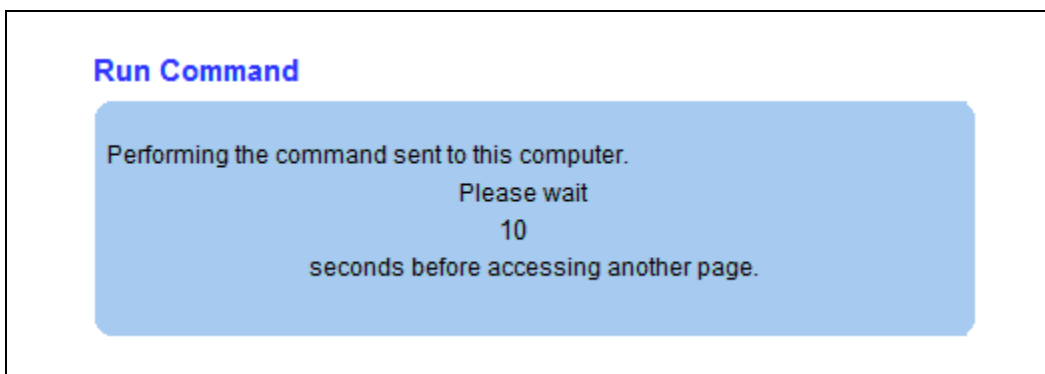 Run Command
Performing the command sent to this computer.
Please wait
10
seconds before accessing another page.